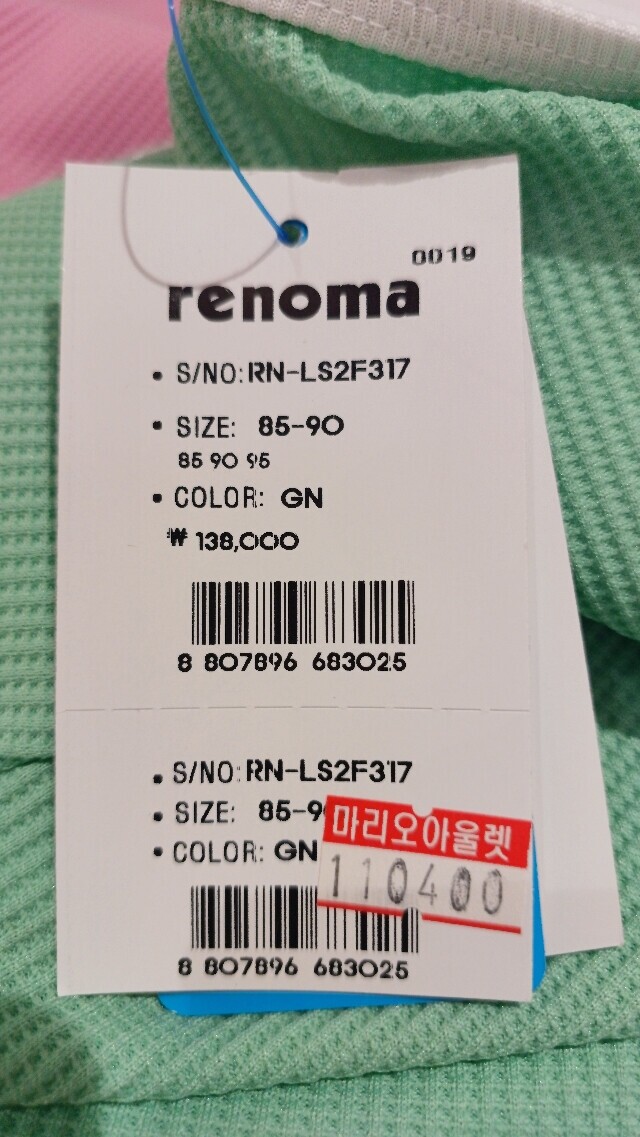 0019
renoma
• S/NO: RN-LS2F317
• SIZE: 85-90
85 90 95
• COLOR: GN
₩ 138,000
8 807896 683025
• S/NO: RN-LS2F317
• SIZE: 85-9
• COLOR: GN
마리오아울렛
110400
8 807896 683025